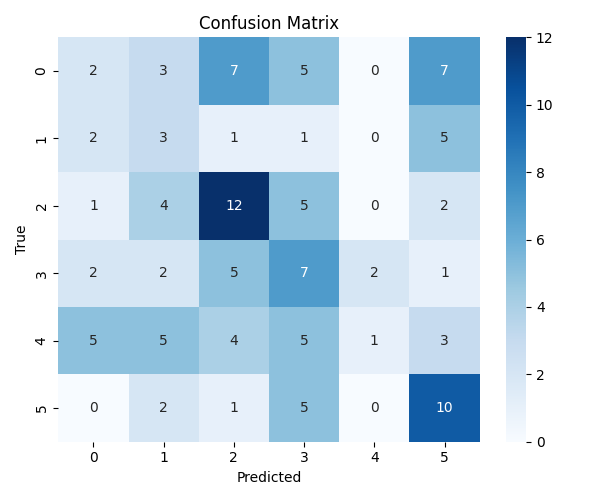 Confusion Matrix
0 2 3 7 5 0 7
1 2 3 1 1 0 5
2 1 4 12 5 0 2
3 2 2 5 7 2 1
4 5 5 4 5 1 3
5 0 2 1 5 0 10
0 1 2 3 4 5
Predicted
True
12
10
8
6
4
2
0